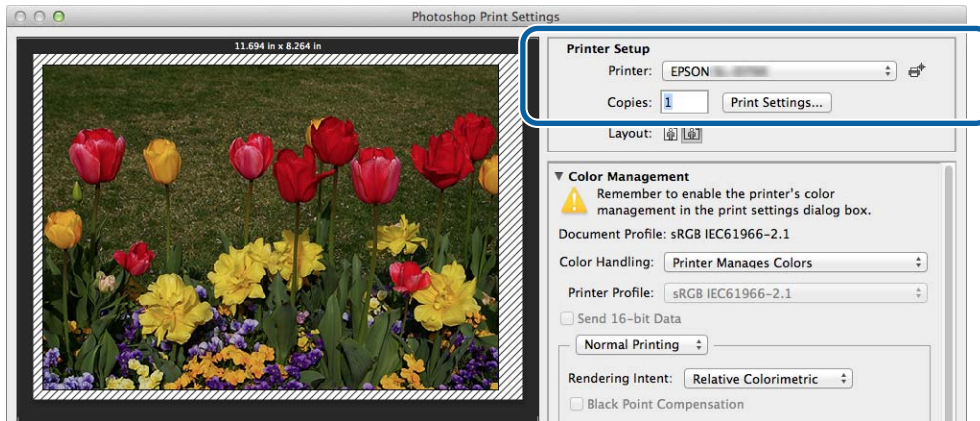 Photoshop Print Settings
11.694 in x 8.264 in
Printer Setup
Printer: EPSON
Copies: 1 Print Settings...
Layout:
Color Management
Remember to enable the printer's color
management in the print settings dialog box.
Document Profile: sRGB IEC61966-2.1
Color Handling: Printer Manages Colors
Printer Profile: sRGB IEC61966-2.1
Send 16-bit Data
Normal Printing
Rendering Intent: Relative Colorimetric
Black Point Compensation